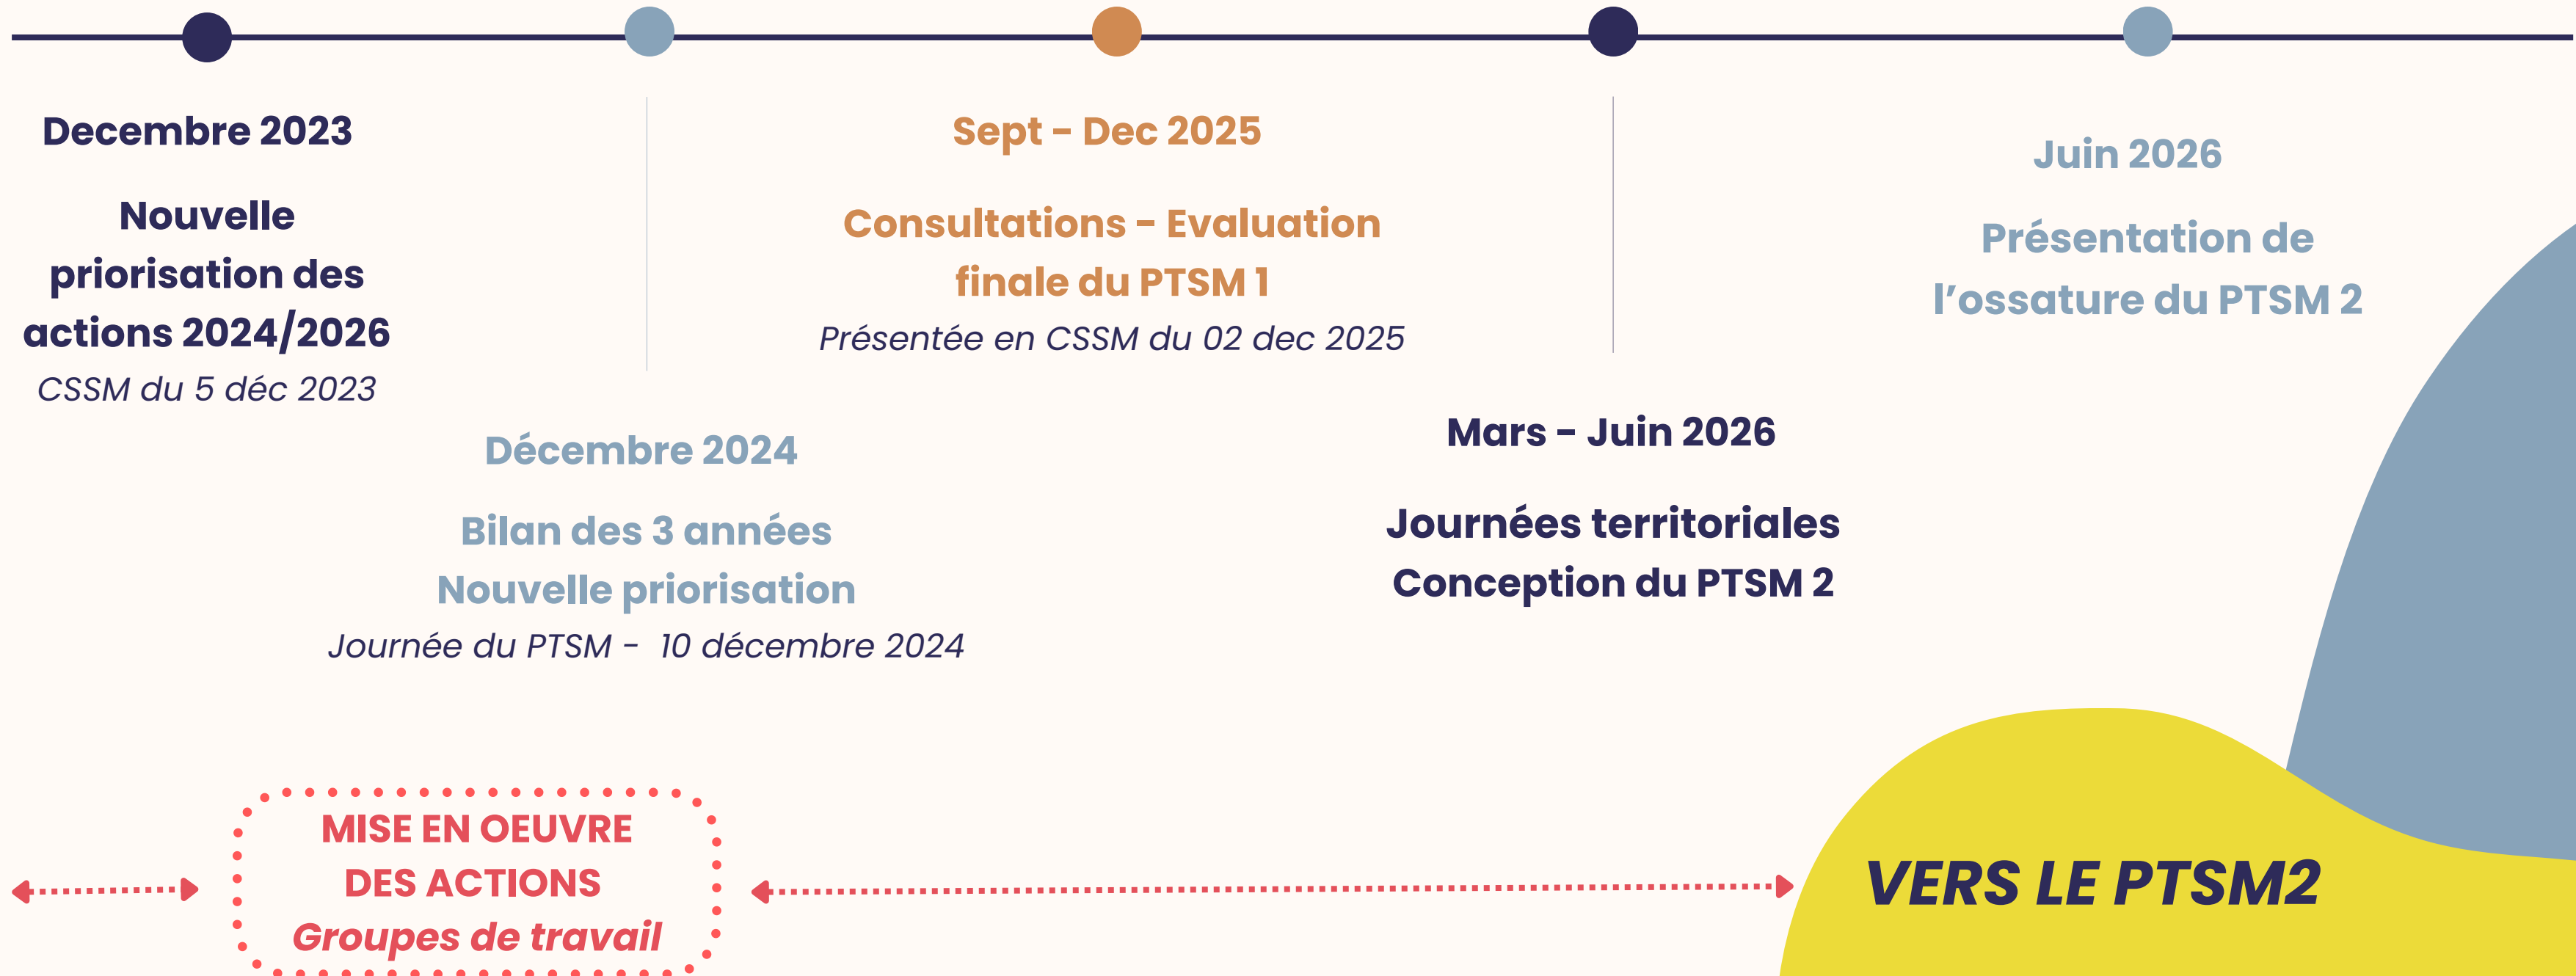 Decembre 2023
Nouvelle
priorisation des
actions 2024/2026
CSSM du 5 déc 2023
Décembre 2024
Bilan des 3 années
Nouvelle priorisation
Journée du PTSM - 10 décembre 2024
Sept - Dec 2025
Consultations - Evaluation
finale du PTSM 1
Présentée en CSSM du 02 dec 2025
Mars - Juin 2026
Journées territoriales
Conception du PTSM 2
Juin 2026
Présentation de
l’ossature du PTSM 2
MISE EN OEUVRE
DES ACTIONS
Groupes de travail
VERS LE PTSM2